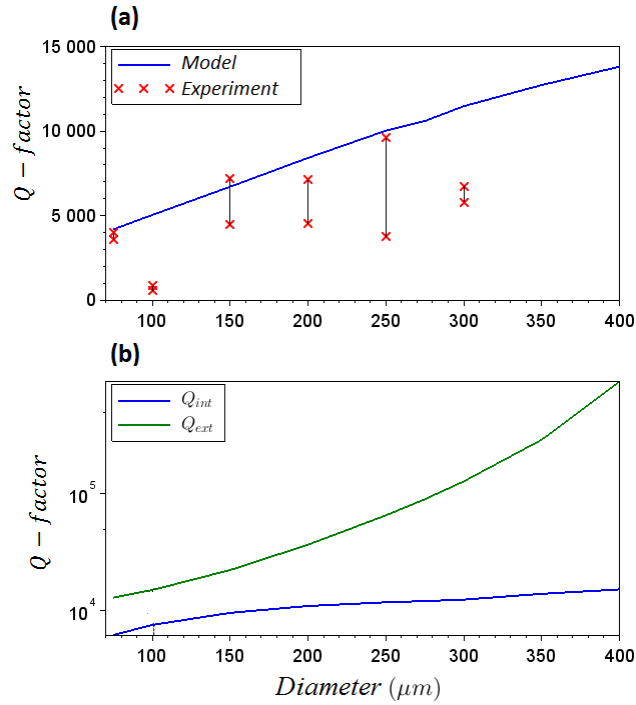 (a)
15 000
10 000
5 000
0
Q - factor
Model
Experiment
100 150 200 250 300 350 400
(b)
Q_int
Q_ext
10^5
10^4
Q - factor
100 150 200 250 300 350 400
Diameter (μm)